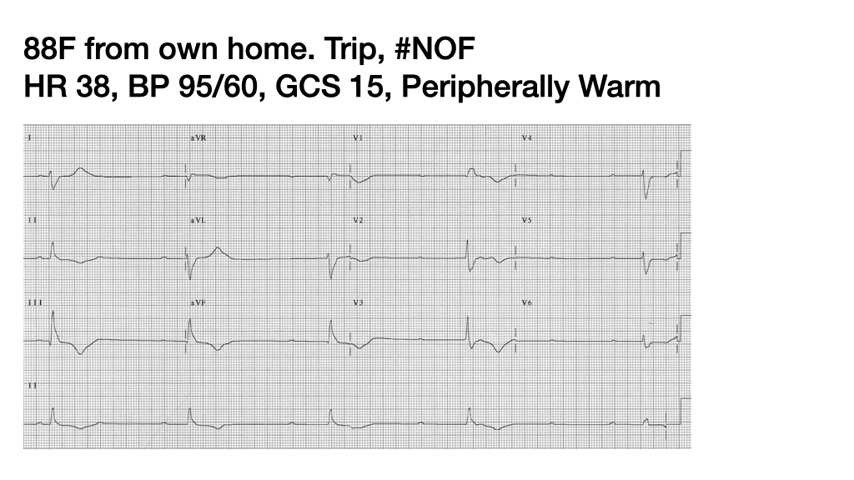 88F from own home. Trip, #NOF
HR 38, BP 95/60, GCS 15, Peripherally Warm
I aVR V1 V4
II aVL V2 V5
III aVF V3 V6
II